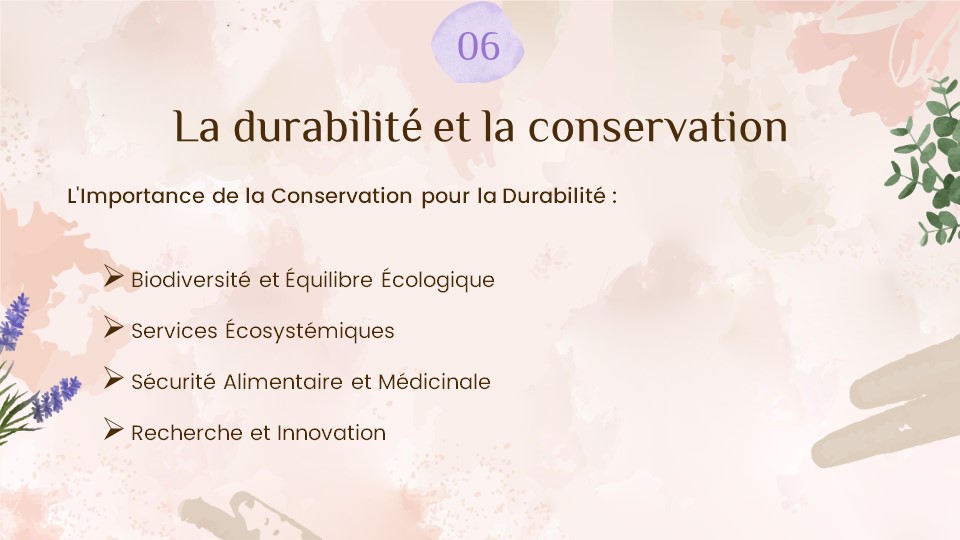 06
La durabilité et la conservation
L'Importance de la Conservation pour la Durabilité :
➢ Biodiversité et Équilibre Écologique
➢ Services Écosystémiques
➢ Sécurité Alimentaire et Médicinale
➢ Recherche et Innovation